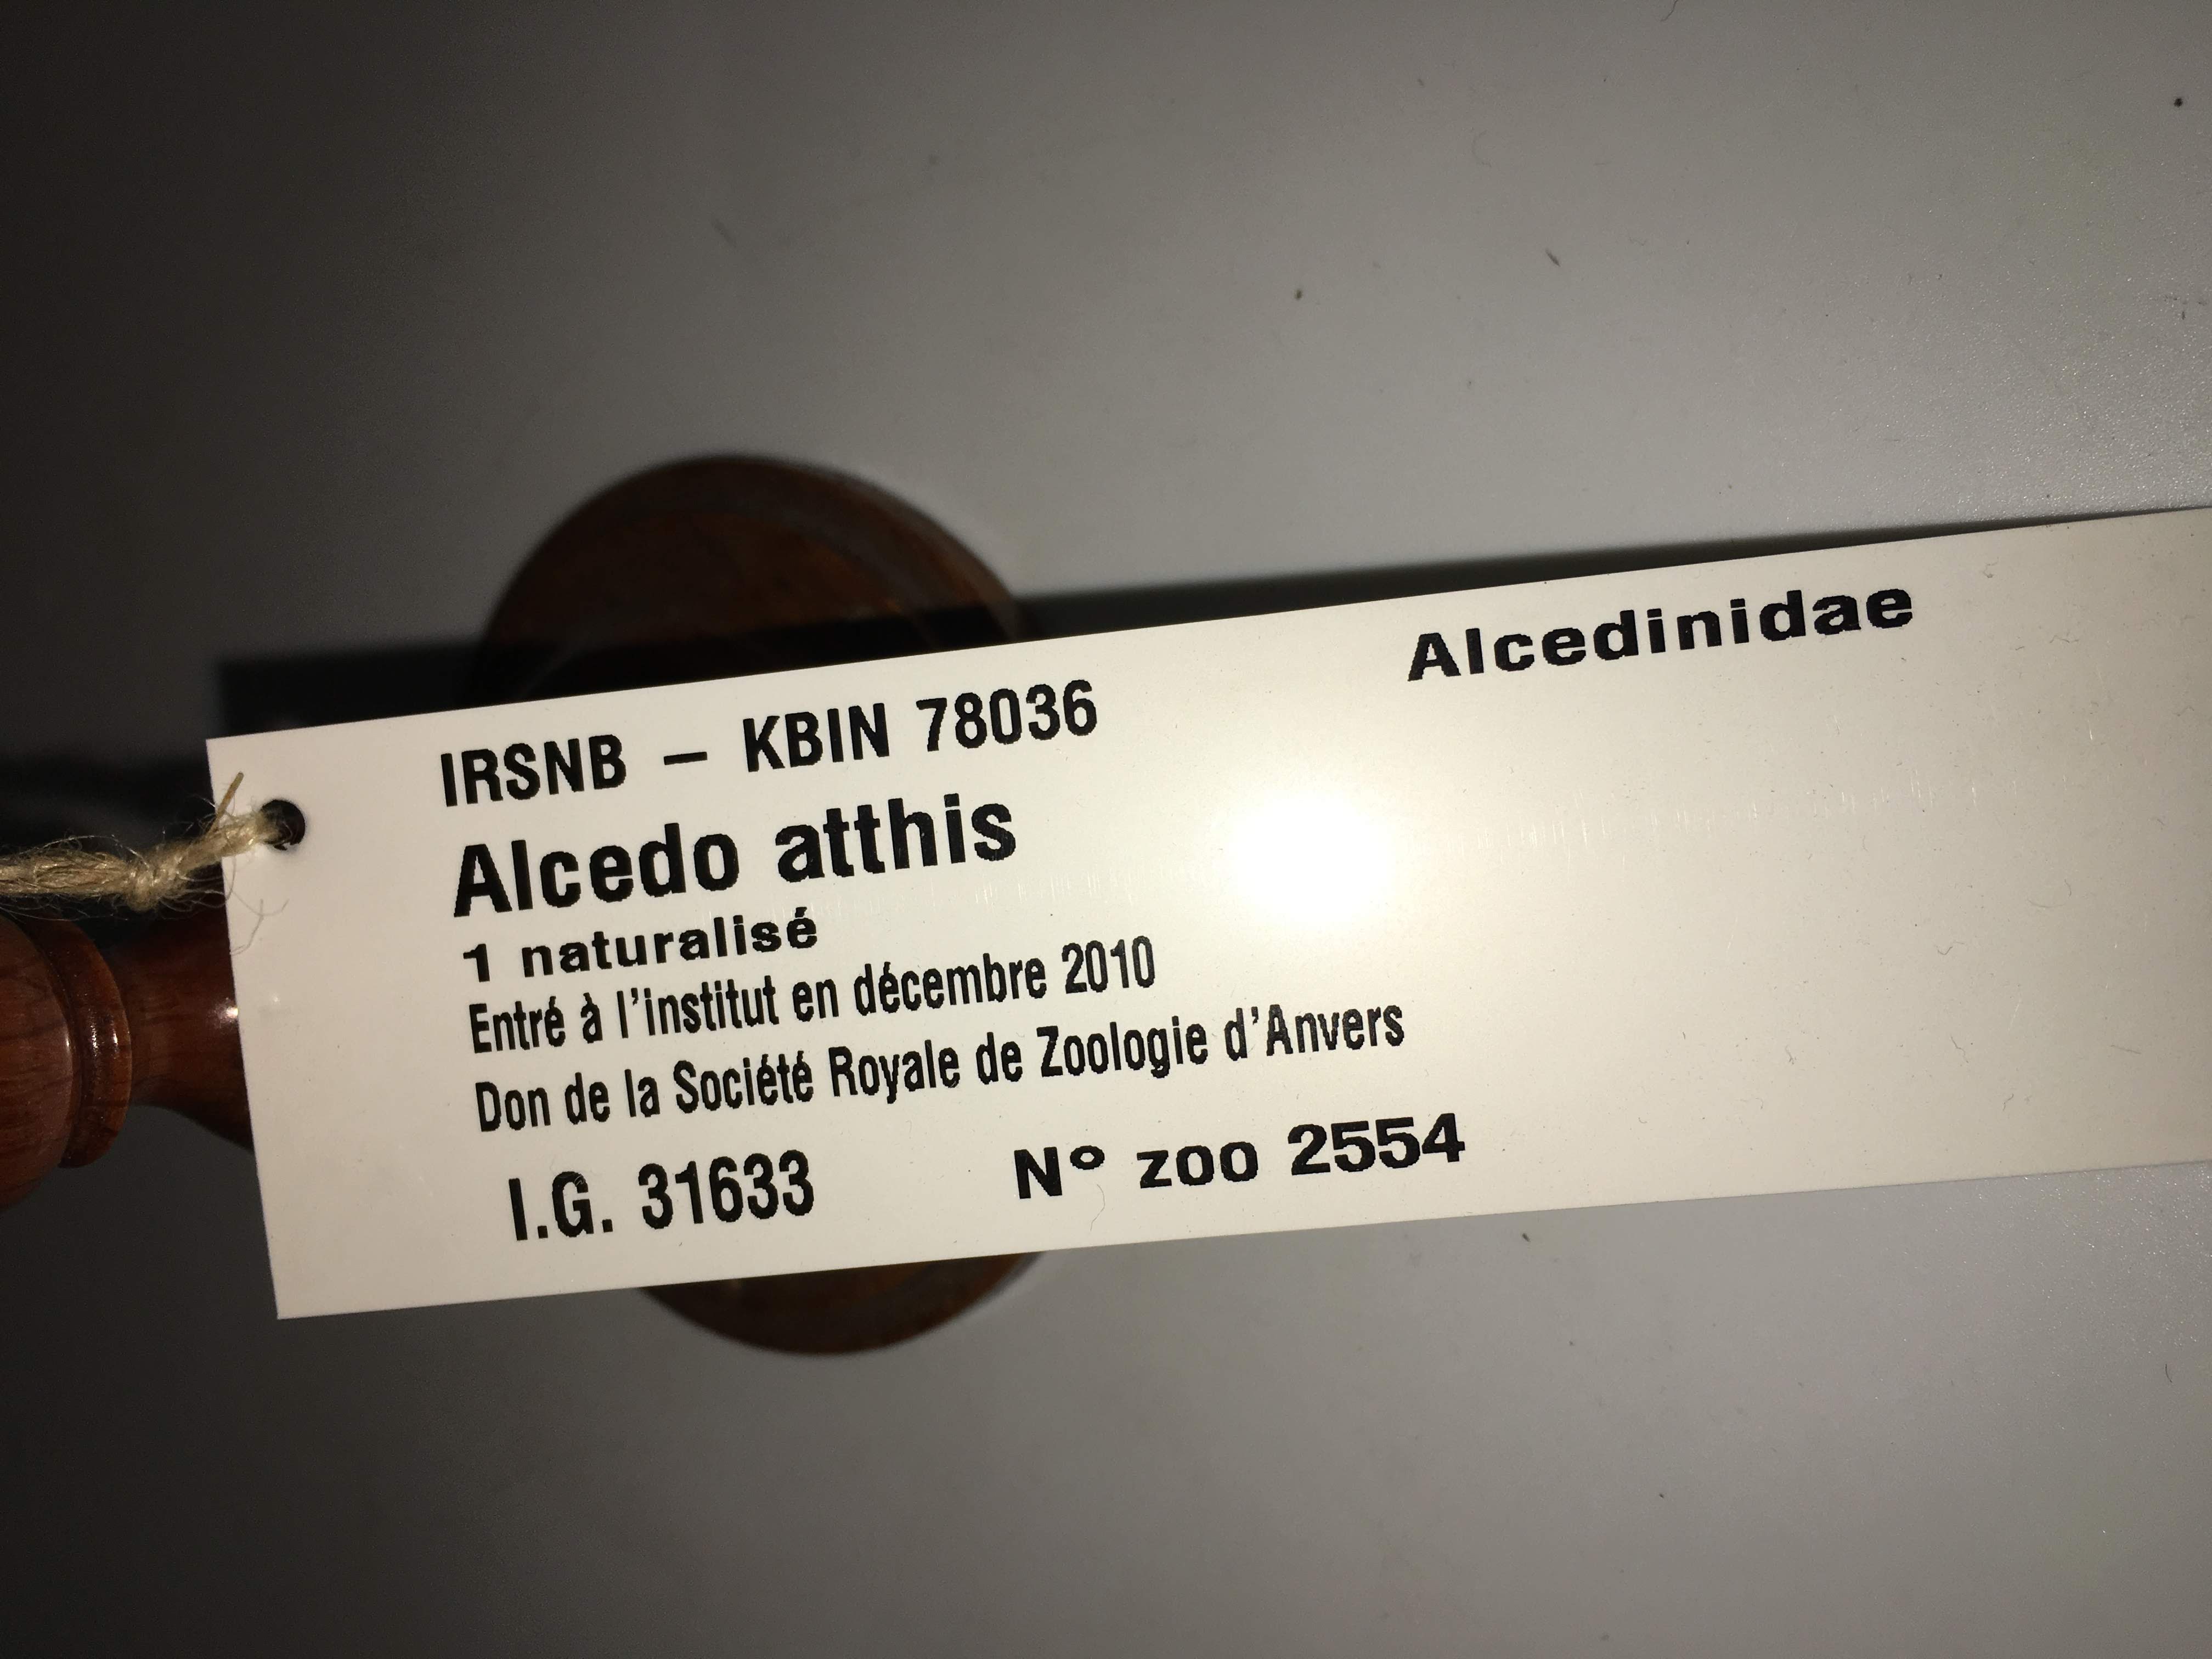 Alcedinidae
IRSNB – KBIN 78036
Alcedo atthis
1 naturalisé
Entré à l'institut en décembre 2010
Don de la Société Royale de Zoologie d'Anvers
I.G. 31633 N° zoo 2554